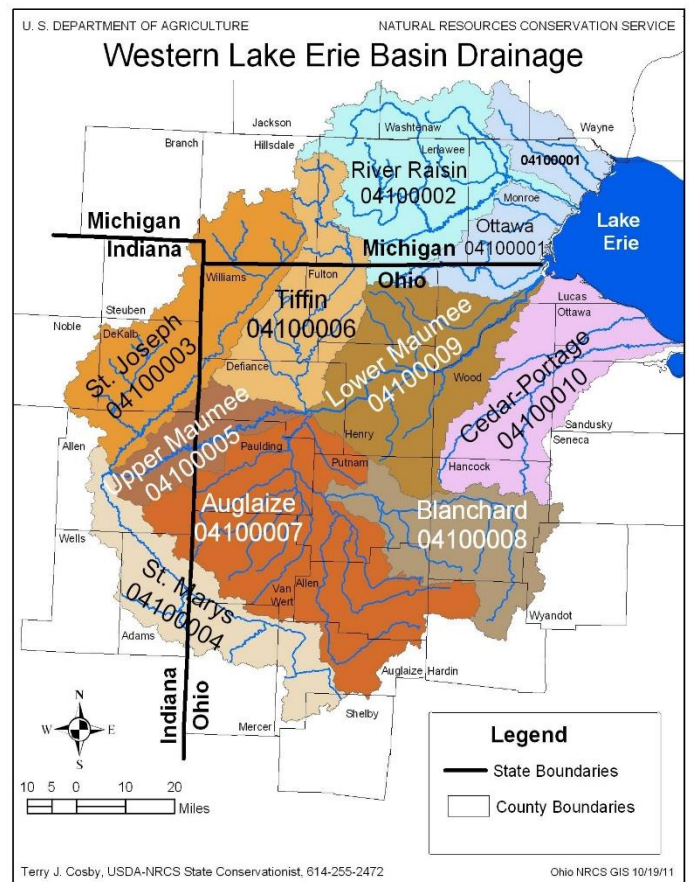 U. S. DEPARTMENT OF AGRICULTURE
NATURAL RESOURCES CONSERVATION SERVICE
Western Lake Erie Basin Drainage
Jackson
Washtenaw
Wayne
Branch
Hillsdale
Lenawee
04100001
River Raisin
04100002
Monroe
Ottawa
04100001
Lake
Erie
Michigan
Indiana
Michigan
Ohio
Williams
Fulton
Lucas
Ottawa
Steuben
Noble
DeKalb
St. Joseph
04100003
Tiffin
04100006
Defiance
Lower Maumee
04100009
Wood
Cedar-Portage
04100010
Sandusky
Seneca
Allen
Upper Maumee
04100005
Paulding
Henry
Putnam
Hancock
Auglaize
04100007
Blanchard
04100008
Wells
St. Marys
04100004
Van
Wert
Allen
Wyandot
Adams
Auglaize
Hardin
Indiana
Ohio
Mercer
Shelby
N
W
E
S
10 5 0 10 20
Miles
Legend
State Boundaries
County Boundaries
Terry J. Cosby, USDA-NRCS State Conservationist, 614-255-2472
Ohio NRCS GIS 10/19/11